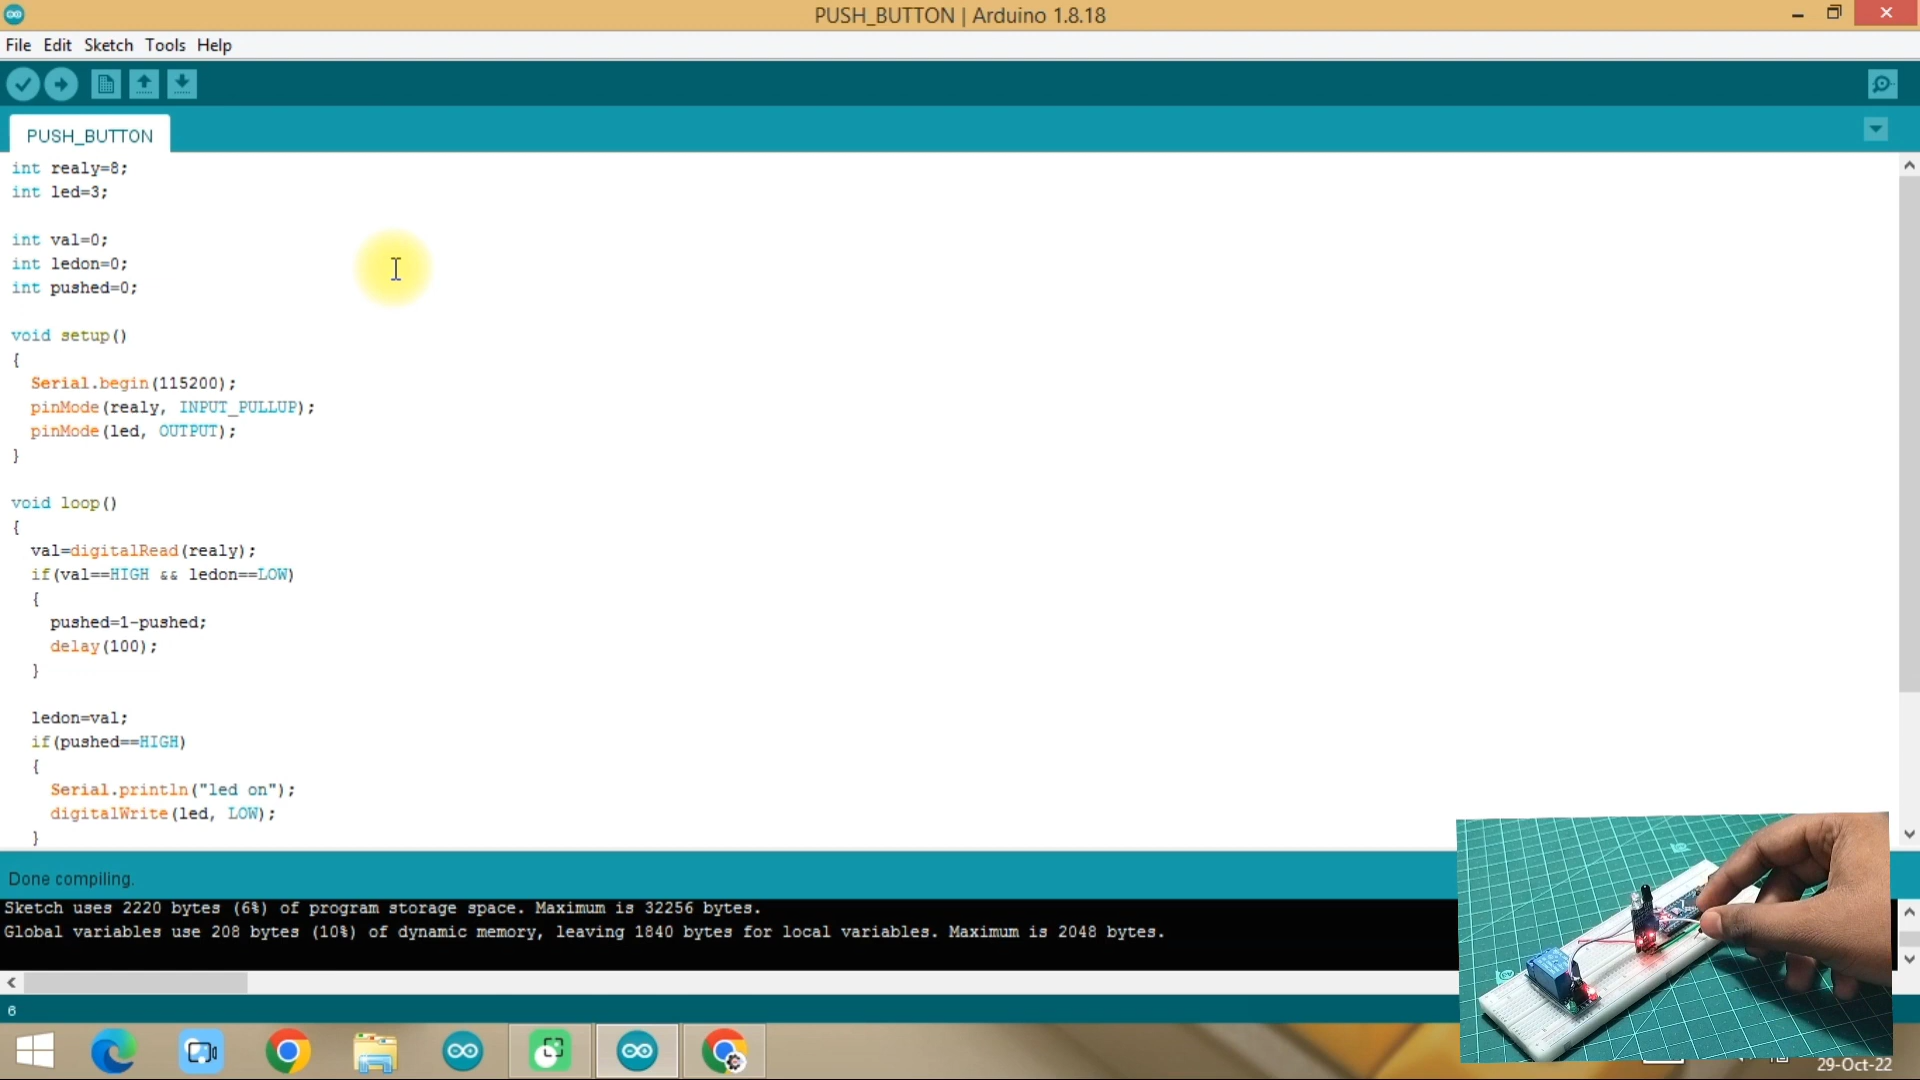 PUSH_BUTTON | Arduino 1.8.18
File Edit Sketch Tools Help
PUSH_BUTTON
int realy=8;
int led=3;
int val=0;
int ledon=0;
int pushed=0;
void setup()
{
Serial.begin(115200);
pinMode(realy, INPUT_PULLUP);
pinMode(led, OUTPUT);
}
void loop()
{
val=digitalRead(realy);
if(val==HIGH && ledon==LOW)
{
pushed=1-pushed;
delay(100);
}
ledon=val;
if(pushed==HIGH)
{
Serial.println("led on");
digitalWrite(led, LOW);
}
Done compiling.
Sketch uses 2220 bytes (6%) of program storage space. Maximum is 32256 bytes.
Global variables use 208 bytes (10%) of dynamic memory, leaving 1840 bytes for local variables. Maximum is 2048 bytes.
6
29-Oct-22